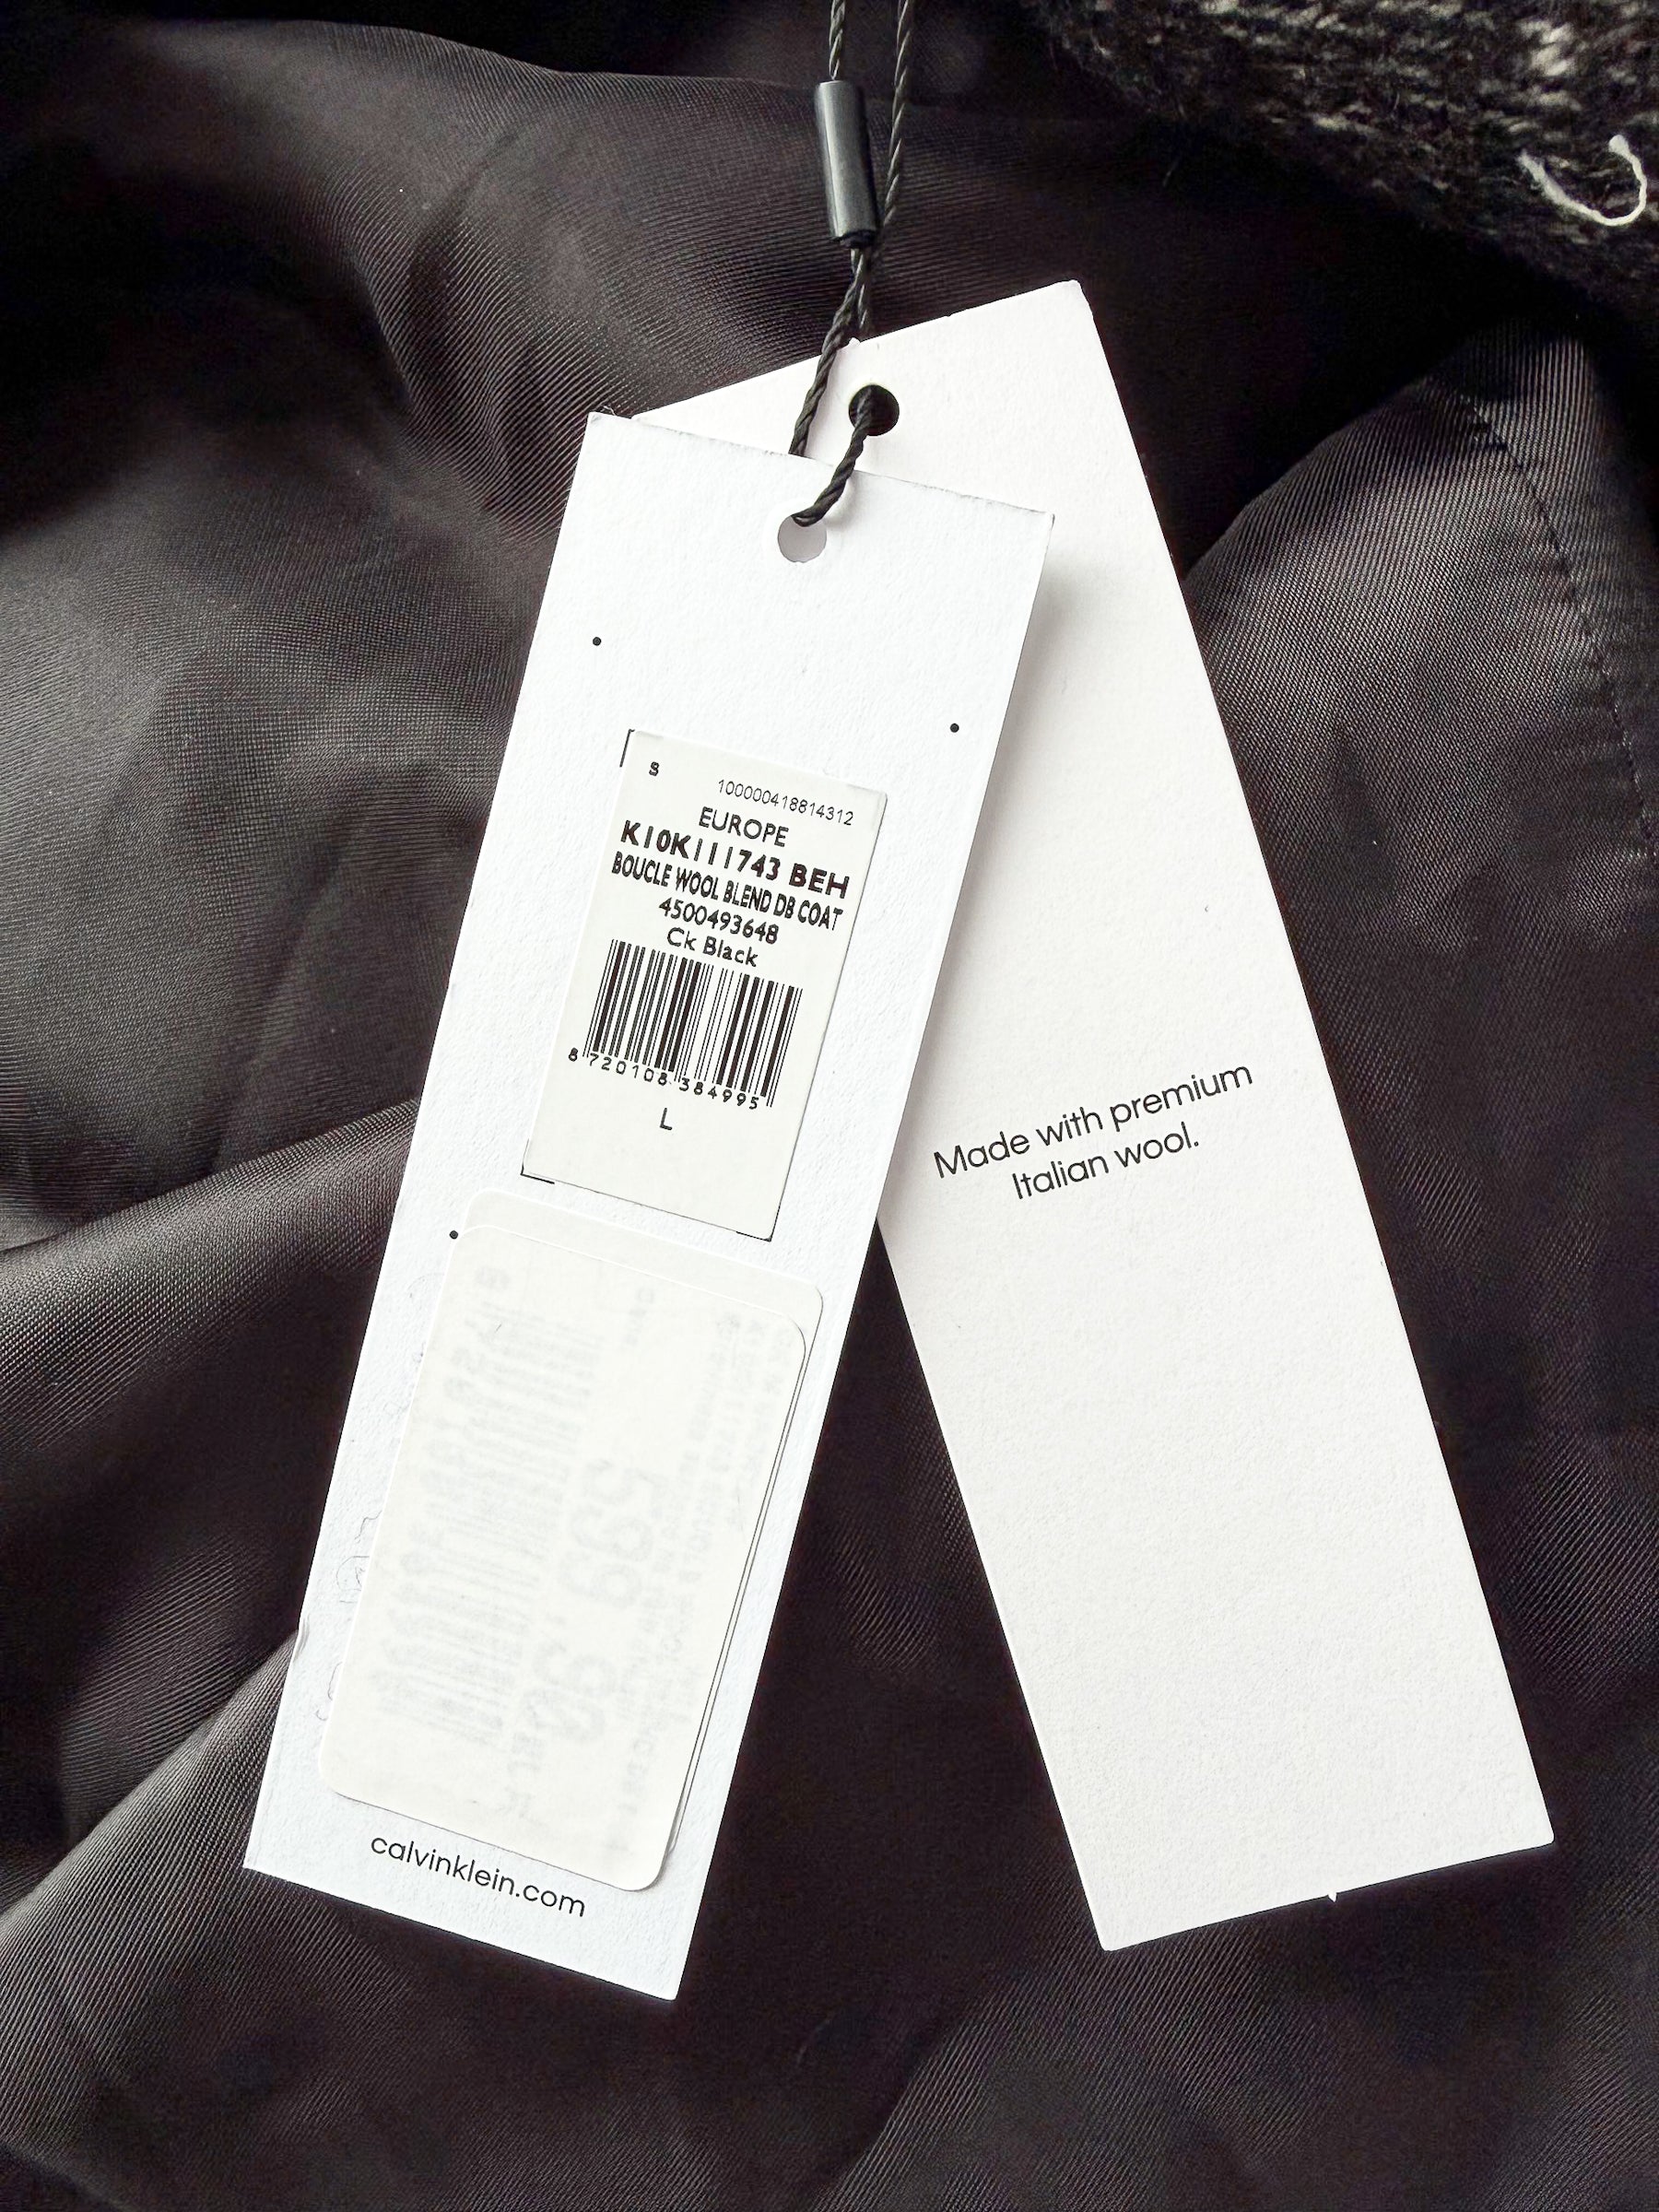 S
100000418814312
EUROPE
K10K111743 BEH
BOUCLE WOOL BLEND DB COAT
4500493648
Ck Black
8 720108 384995
L
calvinklein.com
Made with premium
Italian wool.